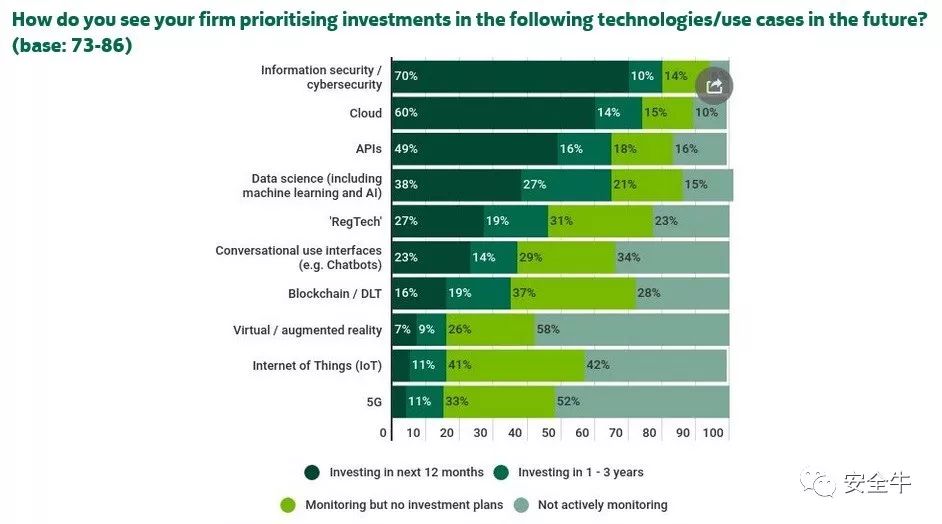 How do you see your firm prioritising investments in the following technologies/use cases in the future?
(base: 73-86)
Information security /
cybersecurity
70% 10% 14%
Cloud
60% 14% 15% 10%
APIs
49% 16% 18% 16%
Data science (including
machine learning and AI)
38% 27% 21% 15%
'RegTech'
27% 19% 31% 23%
Conversational use interfaces
(e.g. Chatbots)
23% 14% 29% 34%
Blockchain / DLT
16% 19% 37% 28%
Virtual / augmented reality
7% 9% 26% 58%
Internet of Things (IoT)
11% 41% 42%
5G
11% 33% 52%
0 10 20 30 40 50 60 70 80 90 100
Investing in next 12 months Investing in 1 - 3 years
Monitoring but no investment plans Not actively monitoring
安全牛